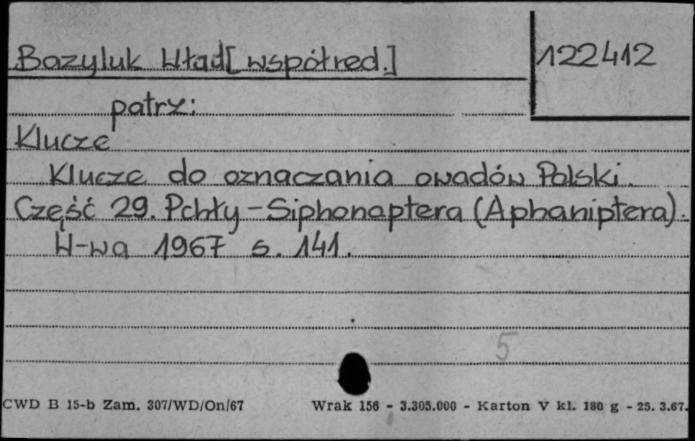 Bazyluk Wład[współred.]
122412
patrz:
Klucze
Klucze do oznaczania owadów Polski.
Część 29. Pchły - Siphonaptera (Aphaniptera).
W-wa 1967 s. 141.
5
CWD B 15-b Zam. 307/WD/On/67 Wrak 156 - 3.305.000 - Karton V kl. 180 g - 25. 3.67.